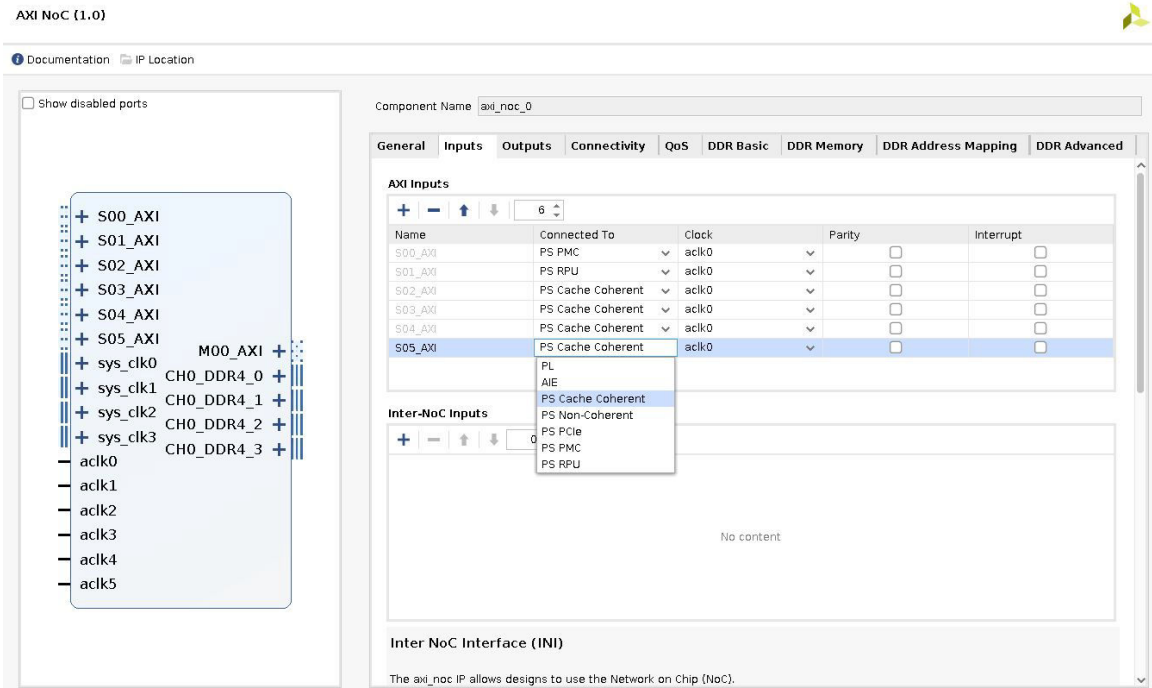 AXI NoC (1.0)
Documentation IP Location
Show disabled ports
S00_AXI
S01_AXI
S02_AXI
S03_AXI
S04_AXI
S05_AXI
sys_clk0
sys_clk1
sys_clk2
sys_clk3
aclk0
aclk1
aclk2
aclk3
aclk4
aclk5
M00_AXI
CH0_DDR4_0
CH0_DDR4_1
CH0_DDR4_2
CH0_DDR4_3
Component Name axi_noc_0
General Inputs Outputs Connectivity QoS DDR Basic DDR Memory DDR Address Mapping DDR Advanced
AXI Inputs
6
Name Connected To Clock Parity Interrupt
S00_AXI PS PMC aclk0
S01_AXI PS RPU aclk0
S02_AXI PS Cache Coherent aclk0
S03_AXI PS Cache Coherent aclk0
S04_AXI PS Cache Coherent aclk0
S05_AXI PS Cache Coherent aclk0
PL
AIE
PS Cache Coherent
PS Non-Coherent
PS PCIe
PS PMC
PS RPU
Inter-NoC Inputs
0
No content
Inter NoC Interface (INI)
The axi_noc IP allows designs to use the Network on Chip (NoC).